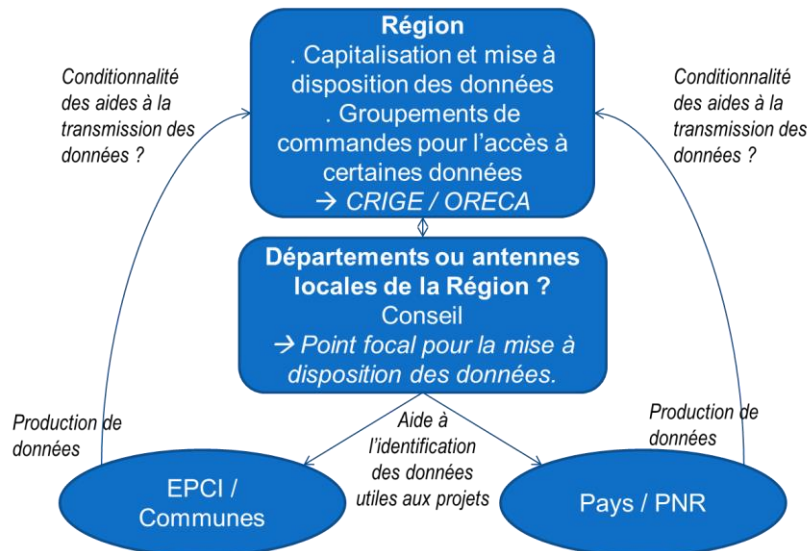 Région
. Capitalisation et mise à
disposition des données
. Groupements de
commandes pour l'accès à
certaines données
→ CRIGE / ORECA
Conditionnalité
des aides à la
transmission des
données ?
Conditionnalité
des aides à la
transmission des
données ?
Départements ou antennes
locales de la Région ?
Conseil
→ Point focal pour la mise à
disposition des données.
Production de
données
Aide à
l'identification
des données
utiles aux projets
Production de
données
EPCI /
Communes
Pays / PNR